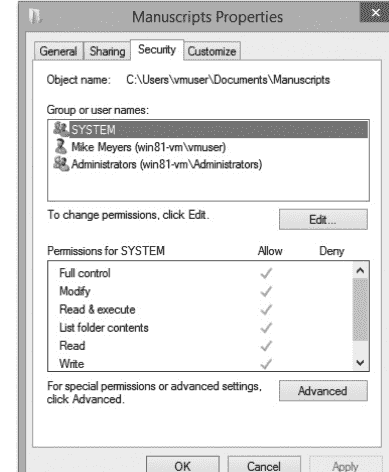 Manuscripts Properties
General Sharing Security Customize
Object name: C:\Users\vmuser\Documents\Manuscripts
Group or user names:
SYSTEM
Mike Meyers (win81-vm\vmuser)
Administrators (win81-vm\Administrators)
To change permissions, click Edit.
Edit...
Permissions for SYSTEM Allow Deny
Full control
Modify
Read & execute
List folder contents
Read
Write
For special permissions or advanced settings,
click Advanced.
Advanced
OK Cancel Apply